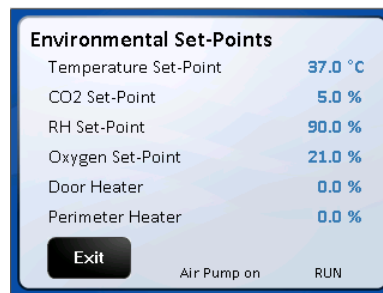 Environmental Set-Points
Temperature Set-Point 37.0 °C
CO2 Set-Point 5.0 %
RH Set-Point 90.0 %
Oxygen Set-Point 21.0 %
Door Heater 0.0 %
Perimeter Heater 0.0 %
Exit Air Pump on RUN